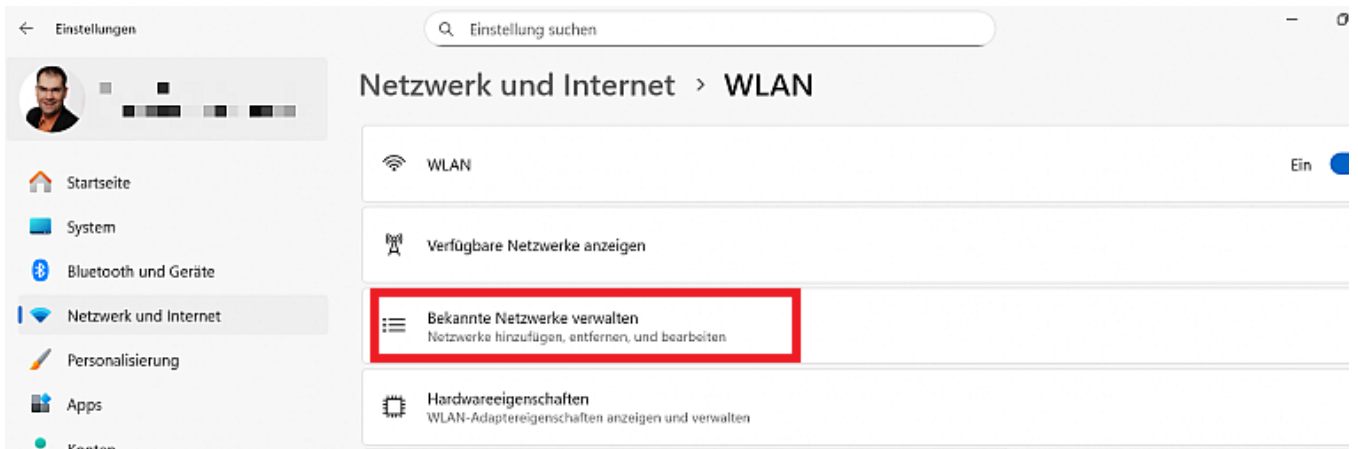 Einstellungen
Einstellung suchen
Netzwerk und Internet > WLAN
WLAN
Ein
Startseite
System
Verfügbare Netzwerke anzeigen
Bluetooth und Geräte
Netzwerk und Internet
Bekannte Netzwerke verwalten
Netzwerke hinzufügen, entfernen, und bearbeiten
Personalisierung
Apps
Hardwareeigenschaften
WLAN-Adaptereigenschaften anzeigen und verwalten
Konten